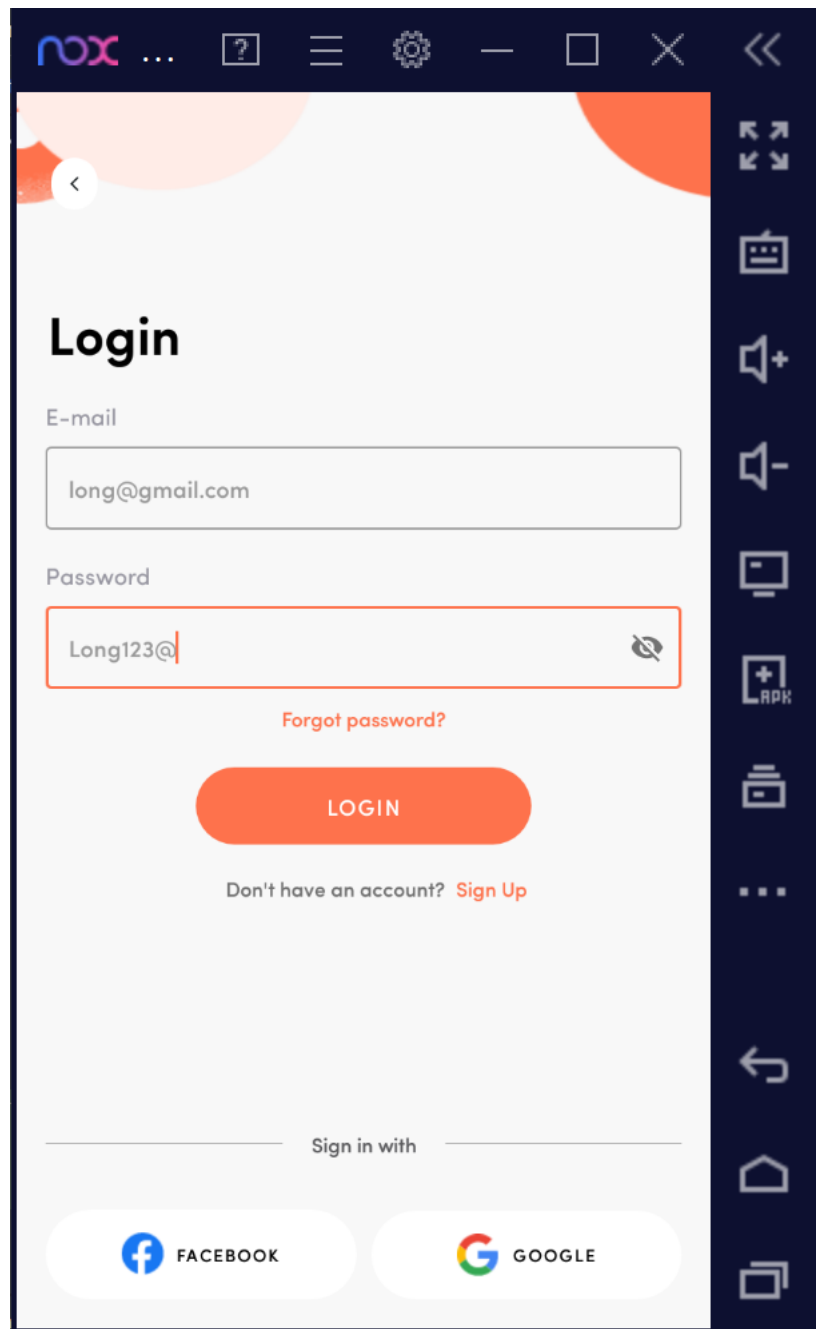 nox ...
Login
E-mail
long@gmail.com
Password
Long123@
Forgot password?
LOGIN
Don't have an account? Sign Up
Sign in with
FACEBOOK
GOOGLE
APK